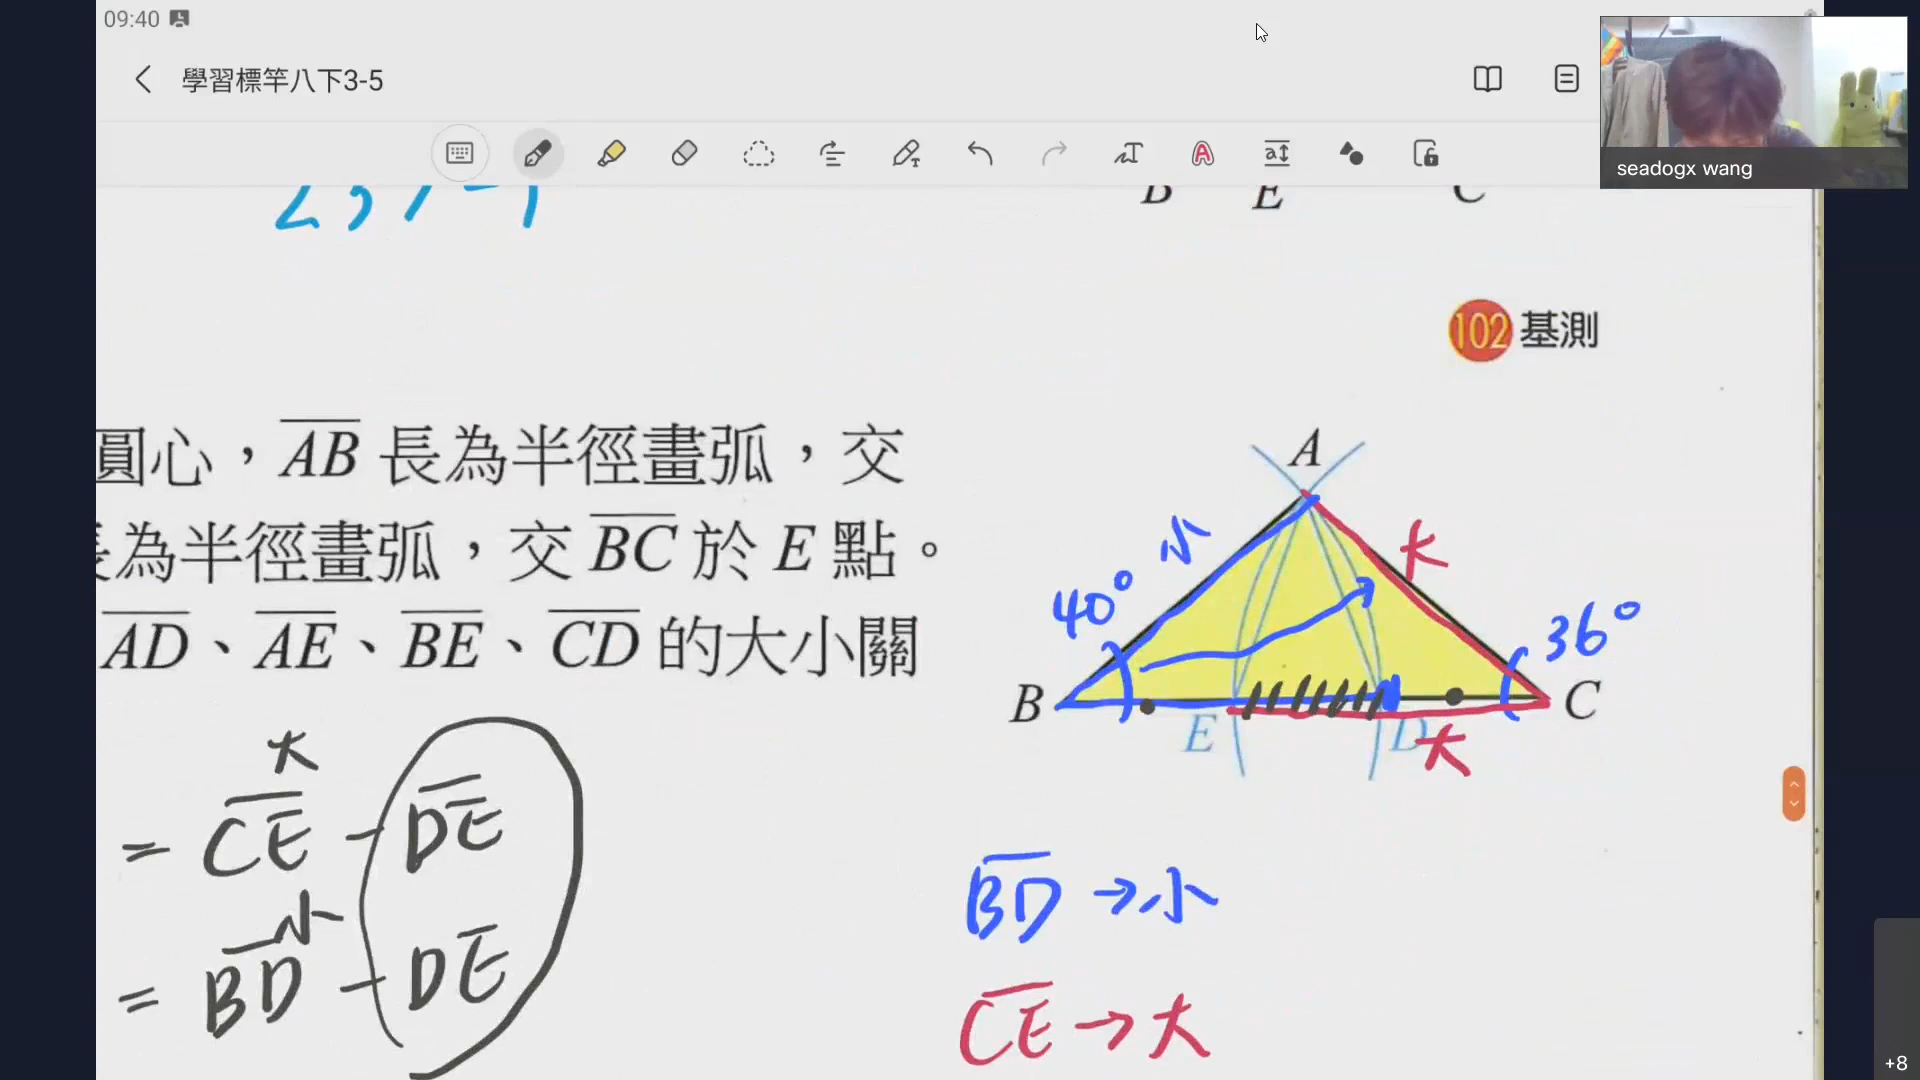 09:40
學習標竿八下3-5
seadogx wang
B E C
102 基測
圓心，AB 長為半徑畫弧，交
長為半徑畫弧，交 BC 於 E 點。
AD、AE、BE、CD 的大小關
A
小
大
40°
36°
B
E
D
C
大
大
= CE - DE
小
= BD - DE
BD → 小
CE → 大
+8